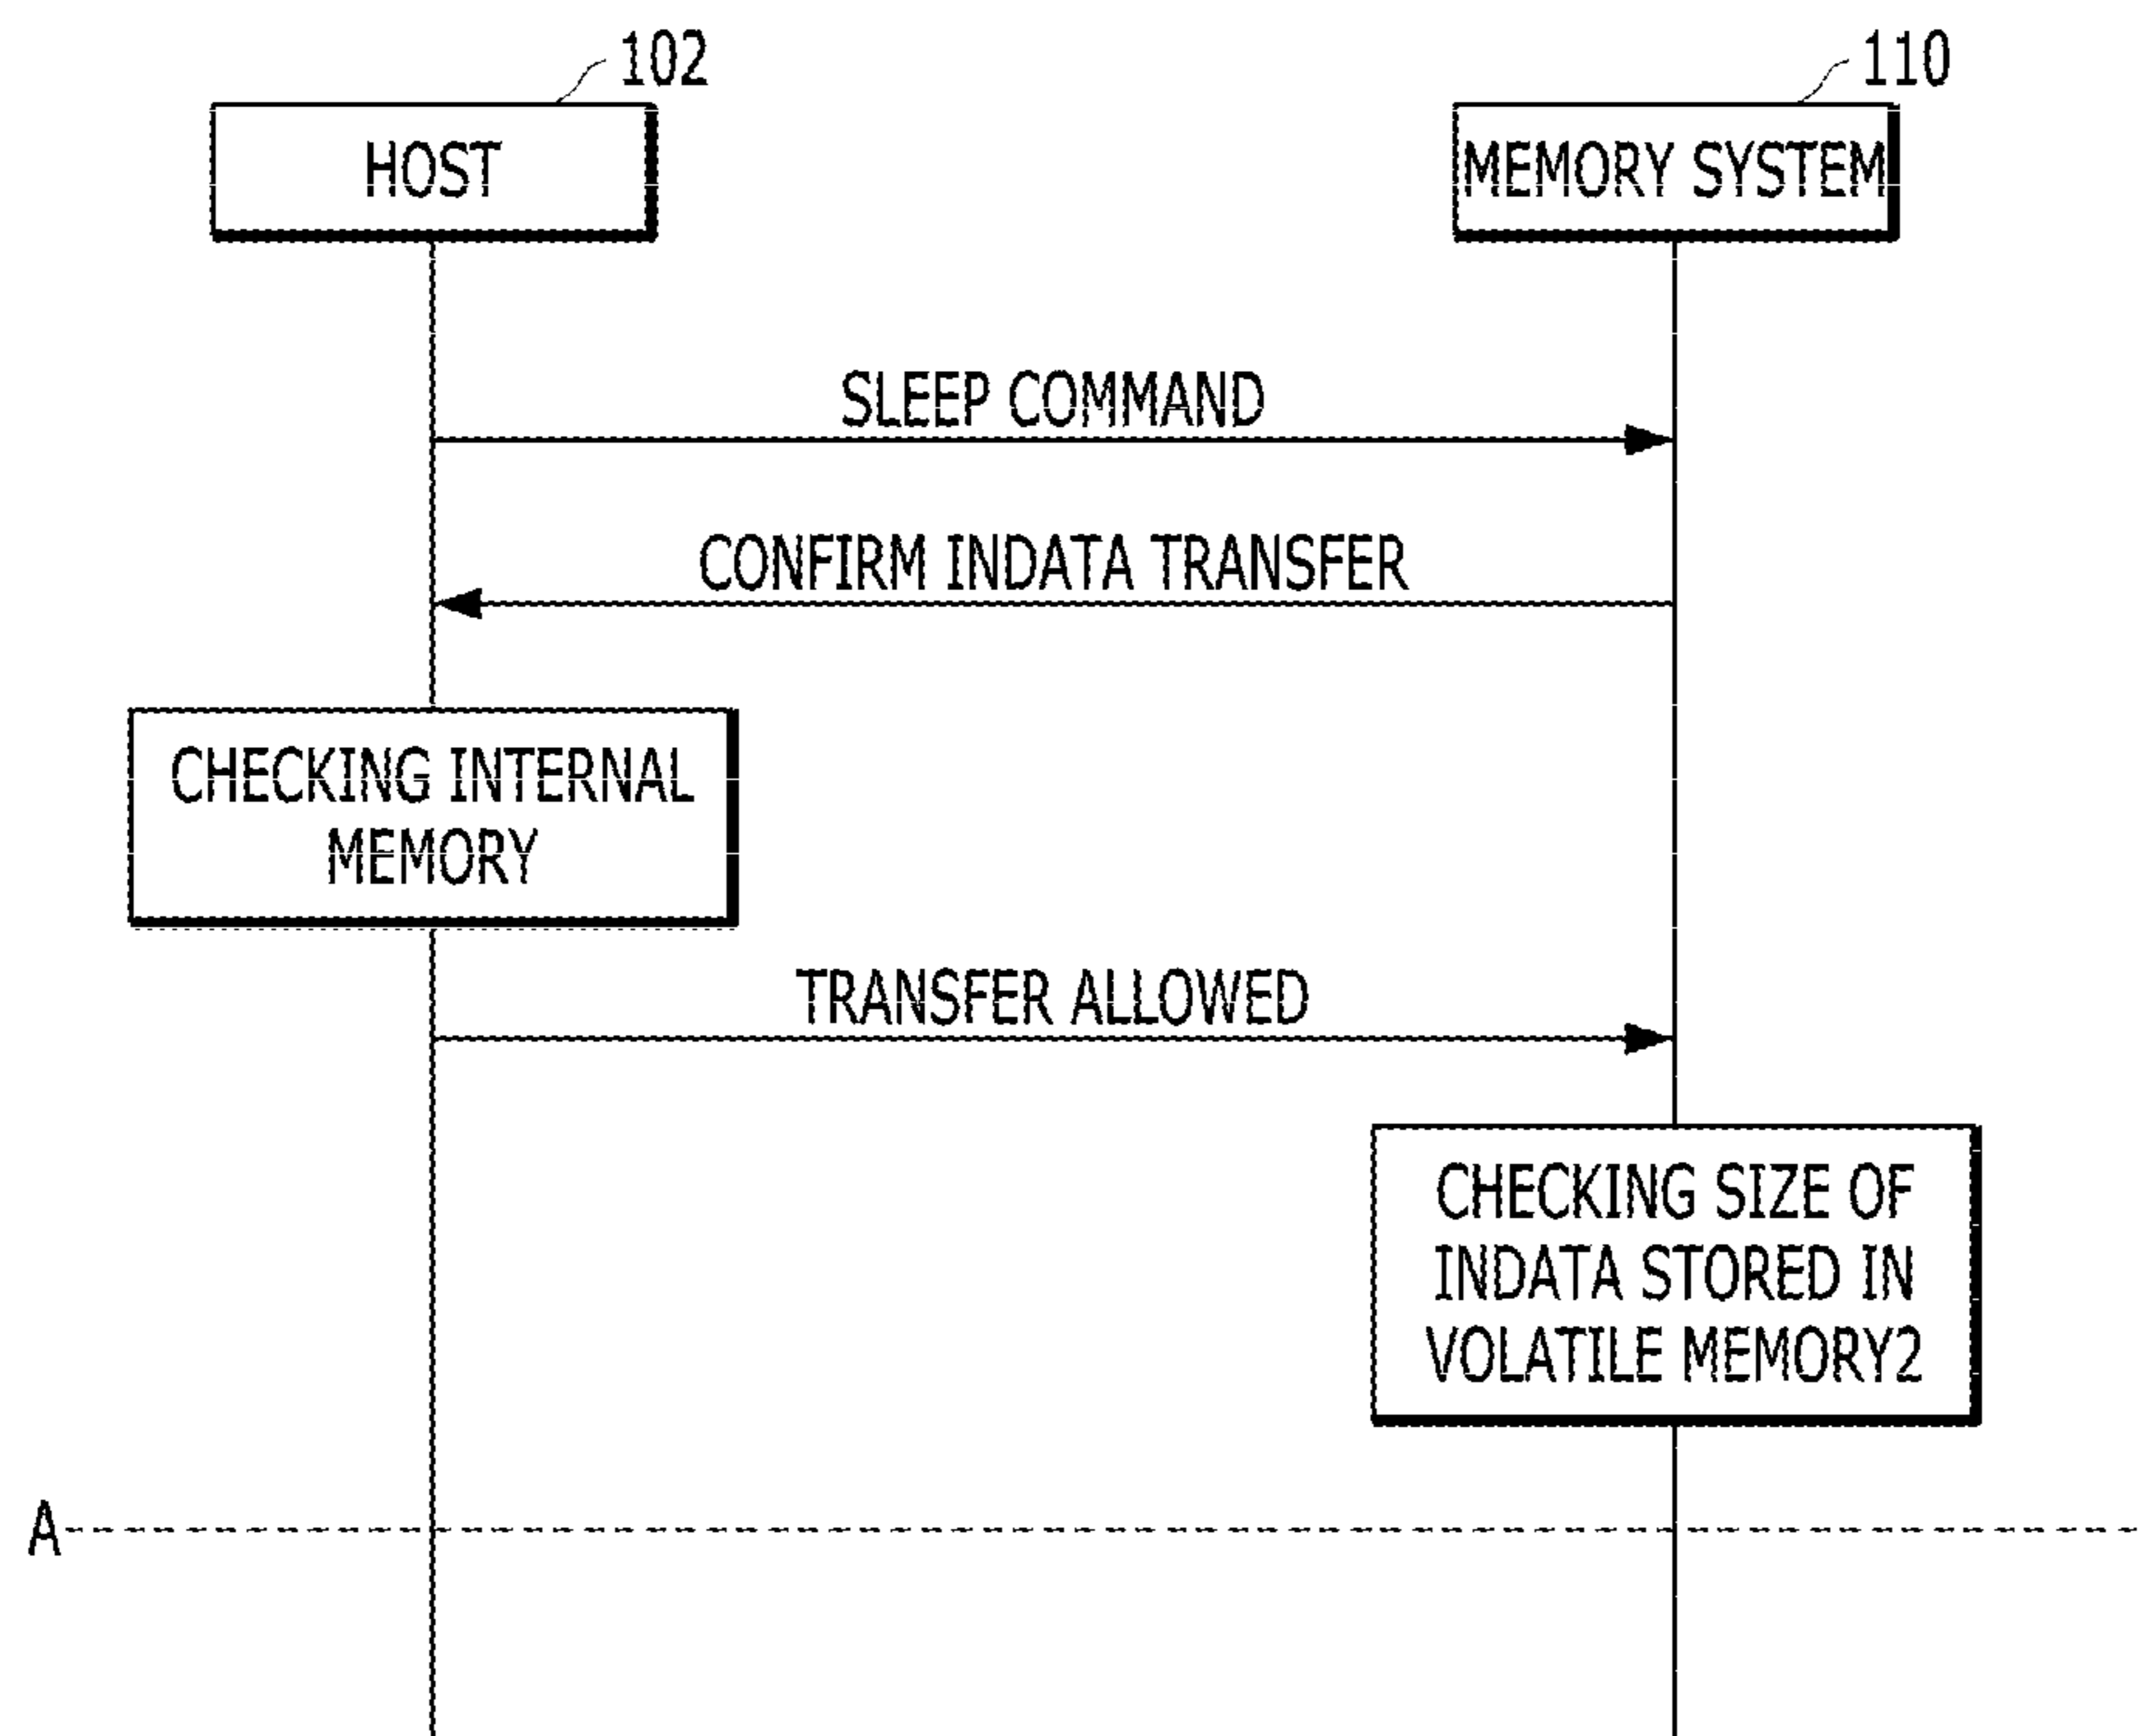 102
110
HOST
MEMORY SYSTEM
SLEEP COMMAND
CONFIRM INDATA TRANSFER
CHECKING INTERNAL
MEMORY
TRANSFER ALLOWED
CHECKING SIZE OF
INDATA STORED IN
VOLATILE MEMORY2
A